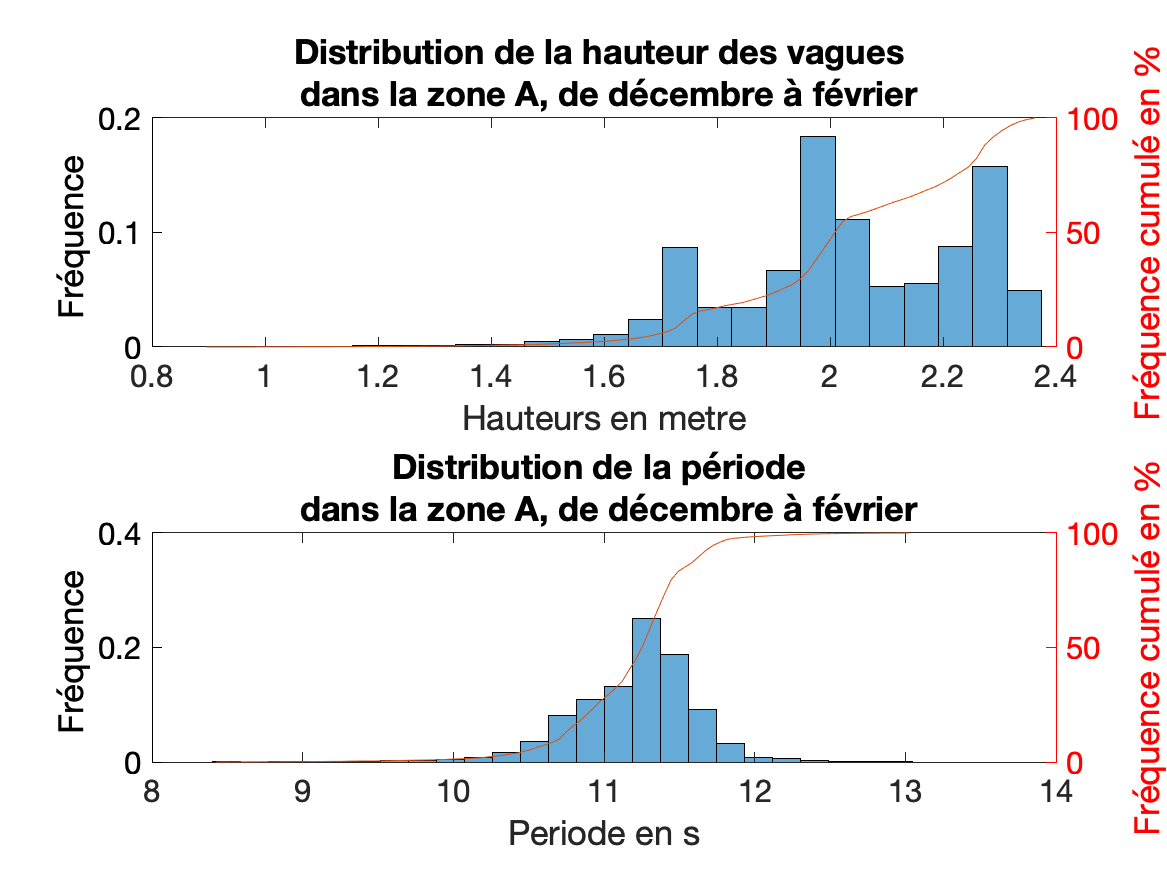 Distribution de la hauteur des vagues
dans la zone A, de décembre à février
Fréquence
0.2
0.1
0
100
50
0
Fréquence cumulé en %
0.8 1 1.2 1.4 1.6 1.8 2 2.2 2.4
Hauteurs en metre
Distribution de la période
dans la zone A, de décembre à février
Fréquence
0.4
0.2
0
100
50
0
Fréquence cumulé en %
8 9 10 11 12 13 14
Periode en s